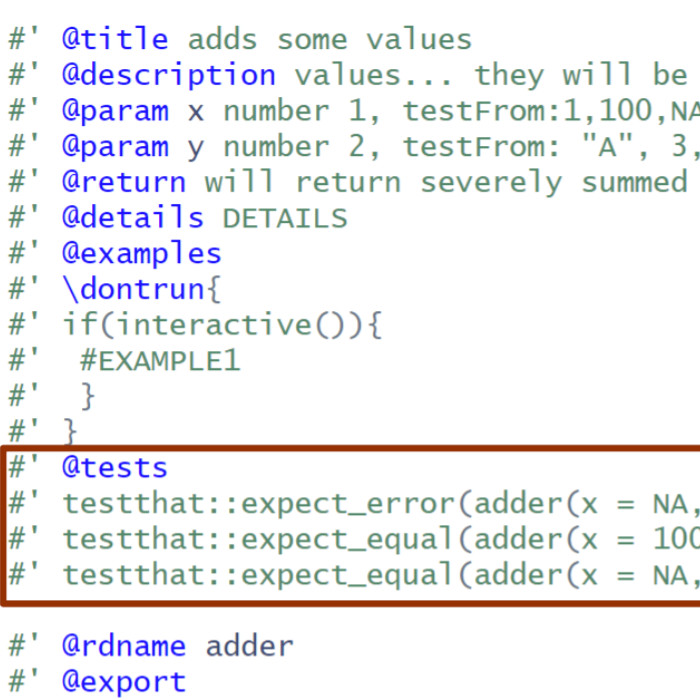 #' @title adds some values
#' @description values... they will be
#' @param x number 1, testFrom:1,100,NA
#' @param y number 2, testFrom: "A", 3,
#' @return will return severely summed
#' @details DETAILS
#' @examples
#' \dontrun{
#' if(interactive()){
#'  #EXAMPLE1
#'  }
#' }
#' @tests
#' testthat::expect_error(adder(x = NA,
#' testthat::expect_equal(adder(x = 100
#' testthat::expect_equal(adder(x = NA,
#' @rdname adder
#' @export